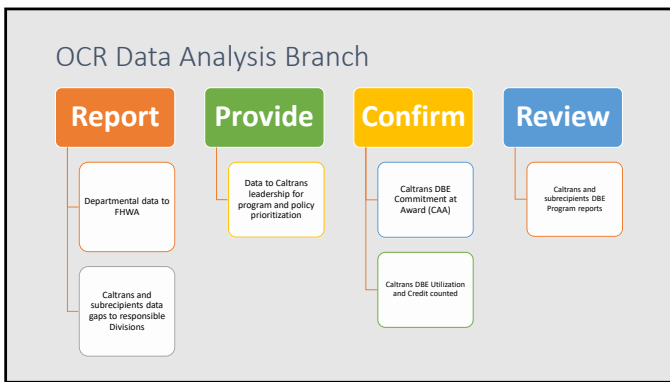 OCR Data Analysis Branch
Report
Departmental data to
FHWA
Caltrans and
subrecipients data
gaps to responsible
Divisions
Provide
Data to Caltrans
leadership for
program and policy
prioritization
Confirm
Caltrans DBE
Commitment at
Award (CAA)
Caltrans DBE Utilization
and Credit counted
Review
Caltrans and
subrecipients DBE
Program reports